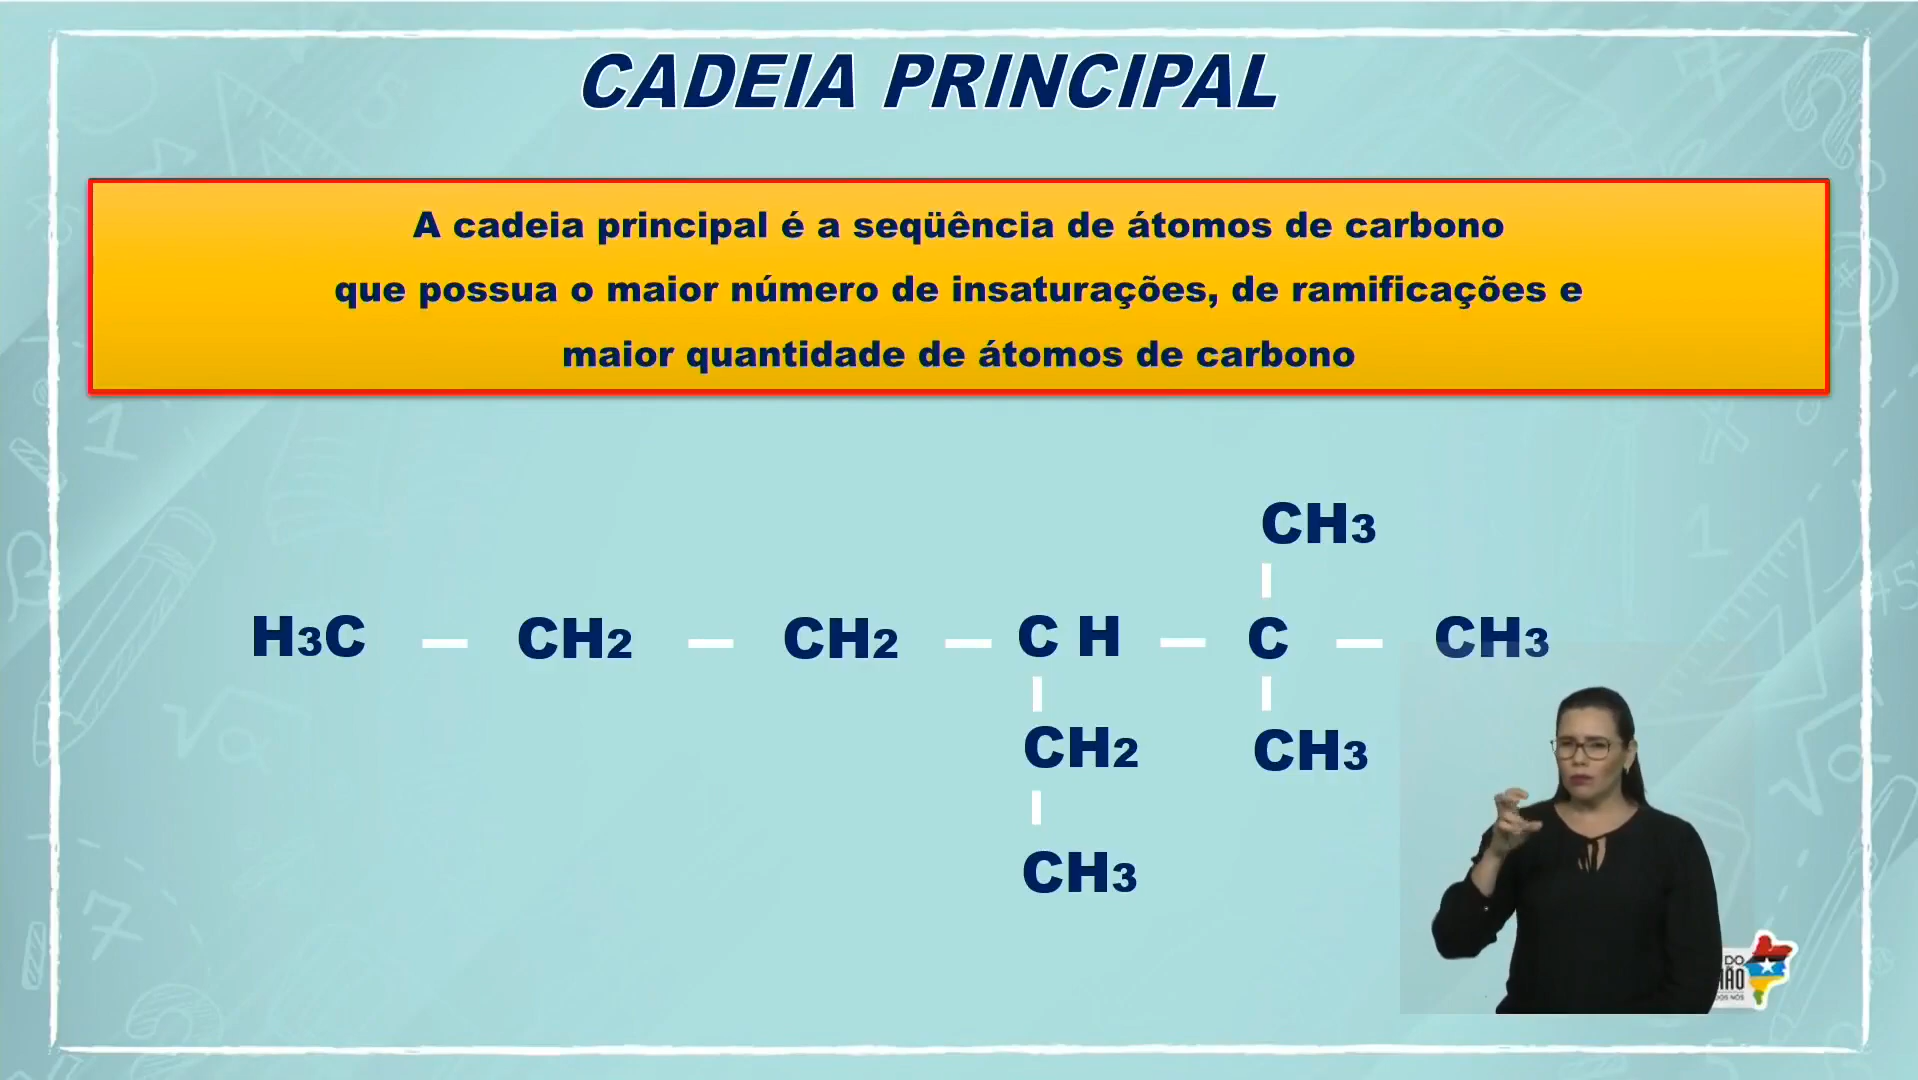 CADEIA PRINCIPAL
A cadeia principal é a seqüência de átomos de carbono
que possua o maior número de insaturações, de ramificações e
maior quantidade de átomos de carbono
CH3
H3C — CH2 — CH2 — C H — C — CH3
CH2 CH3
CH3
DO